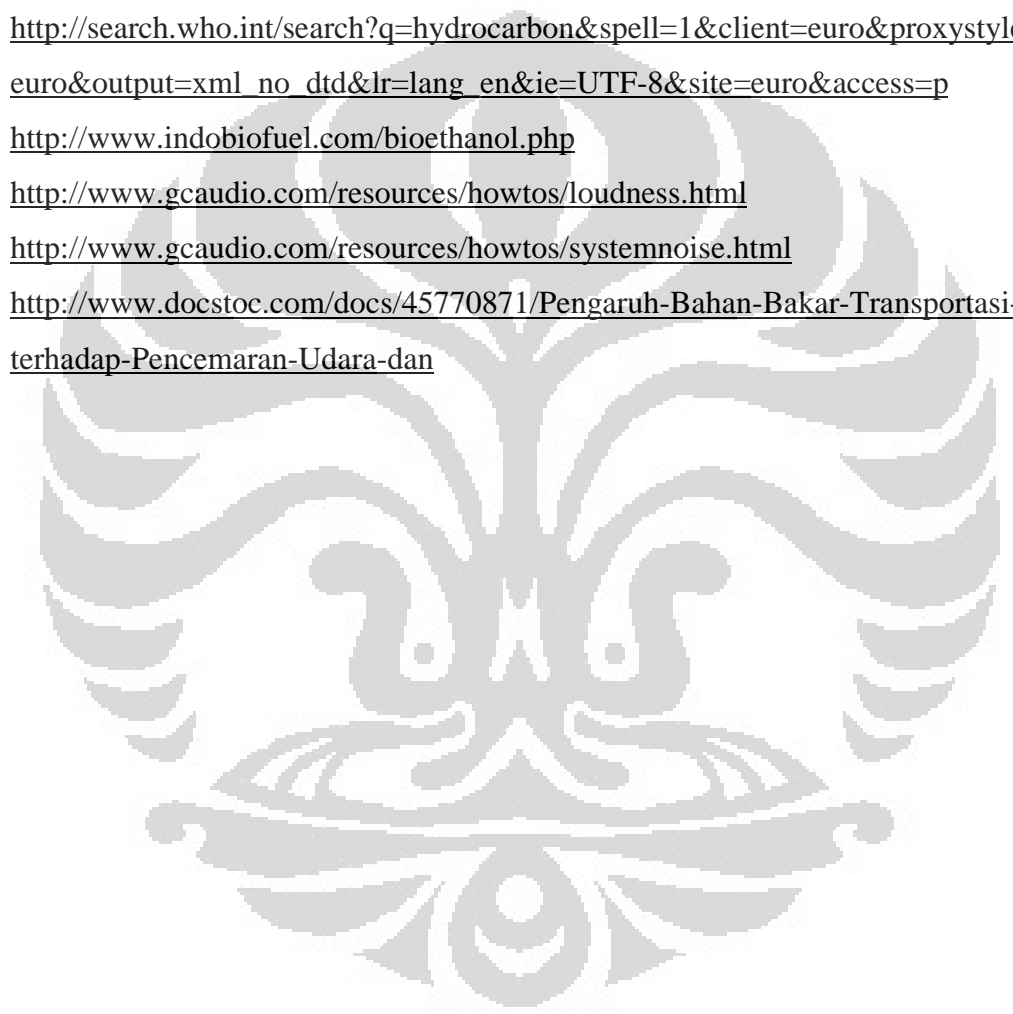 http://search.who.int/search?q=hydrocarbon&spell=1&client=euro&proxystyle
euro&output=xml_no_dtd&lr=lang_en&ie=UTF-8&site=euro&access=p
http://www.indobiofuel.com/bioethanol.php
http://www.gcaudio.com/resources/howtos/loudness.html
http://www.gcaudio.com/resources/howtos/systemnoise.html
http://www.docstoc.com/docs/45770871/Pengaruh-Bahan-Bakar-Transportasi-
terhadap-Pencemaran-Udara-dan